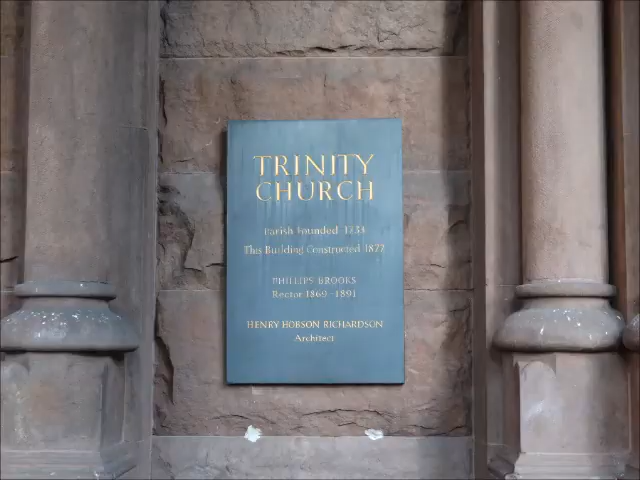 TRINITY
CHURCH
Parish Founded 1733
This Building Constructed 1877
PHILLIPS BROOKS
Rector 1869-1891
HENRY HOBSON RICHARDSON
Architect